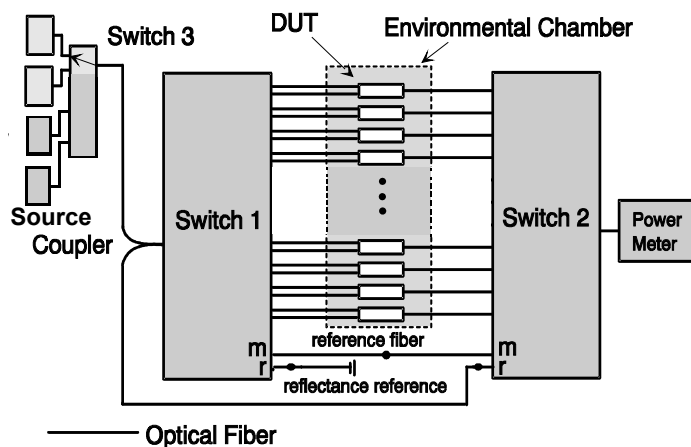 Switch 3
DUT
Environmental Chamber
Switch 1
Switch 2
Power
Meter
Source
Coupler
m
r
reference fiber
reflectance reference
m
r
Optical Fiber